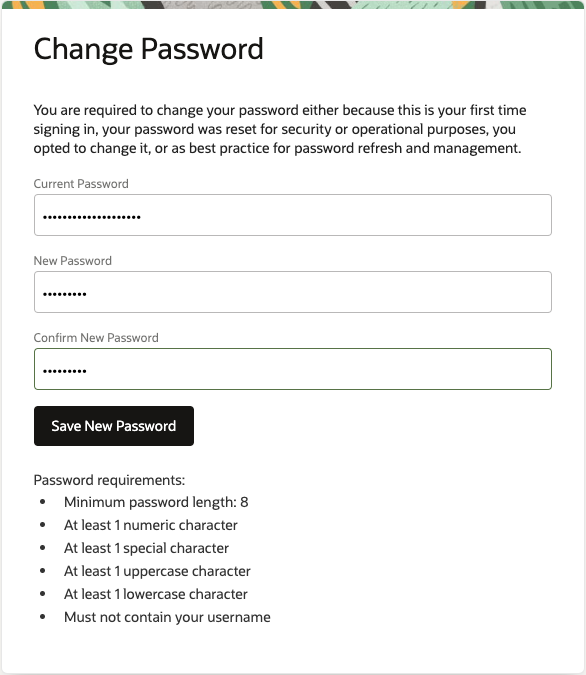 Change Password
You are required to change your password either because this is your first time
signing in, your password was reset for security or operational purposes, you
opted to change it, or as best practice for password refresh and management.
Current Password
••••••••••••••••••••
New Password
•••••••••
Confirm New Password
•••••••••
Save New Password
Password requirements:
• Minimum password length: 8
• At least 1 numeric character
• At least 1 special character
• At least 1 uppercase character
• At least 1 lowercase character
• Must not contain your username